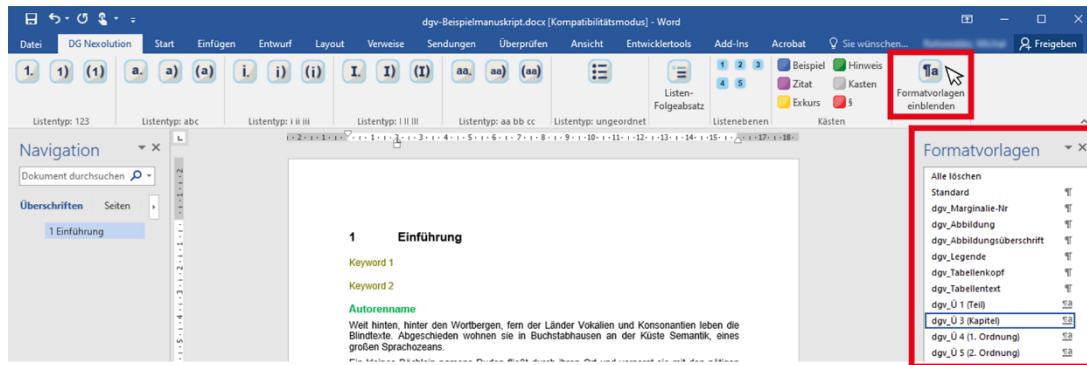 dgv-Beispielmanuskript.docx [Kompatibilitätsmodus] - Word
Datei DG Nexolution Start Einfügen Entwurf Layout Verweise Sendungen Überprüfen Ansicht Entwicklertools Add-Ins Acrobat Sie wünschen... Freigeben
1. 1) (1) a. a) (a) i. i) (i) I. I) (I) aa. aa) (aa)
Listen-
Folgeabsatz
1 2 3
4 5
Beispiel Hinweis
Zitat Kasten
Exkurs §
¶a
Formatvorlagen
einblenden
Listentyp: 123 Listentyp: abc Listentyp: i ii iii Listentyp: I II III Listentyp: aa bb cc Listentyp: ungeordnet Listenebenen Kästen
Navigation
Dokument durchsuchen
Überschriften Seiten
1 Einführung
1 Einführung
Keyword 1
Keyword 2
Autorenname
Weit hinten, hinter den Wortbergen, fern der Länder Vokalien und Konsonantien leben die
Blindtexte. Abgeschieden wohnen sie in Buchstabhausen an der Küste Semantik, eines
großen Sprachozeans.
Formatvorlagen
Alle löschen
Standard ¶
dgv_Marginalie-Nr ¶
dgv_Abbildung ¶
dgv_Abbildungsüberschrift ¶
dgv_Legende ¶
dgv_Tabellenkopf ¶
dgv_Tabellentext ¶
dgv_Ü 1 (Teil) ¶a
dgv_Ü 3 (Kapitel) ¶a
dgv_Ü 4 (1. Ordnung) ¶a
dgv_Ü 5 (2. Ordnung) ¶a